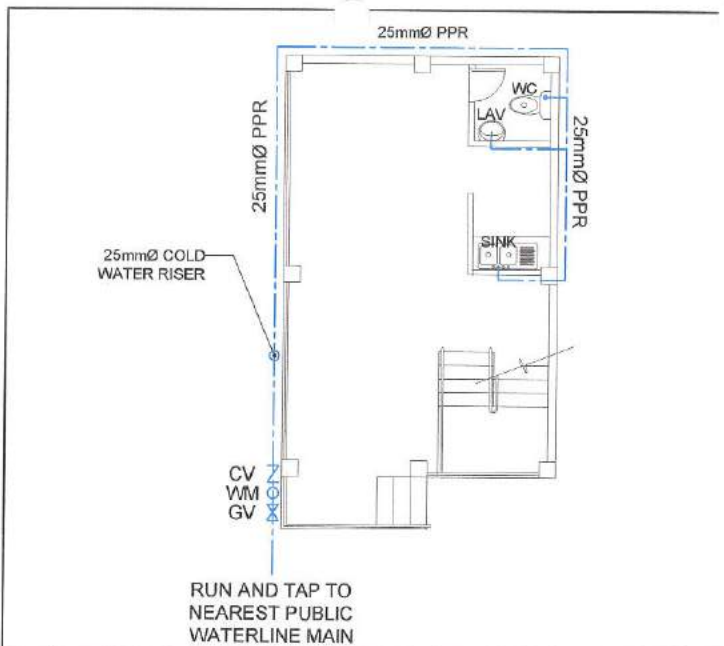 25mmØ PPR
WC
LAV
25mmØ PPR
25mmØ PPR
SINK
25mmØ COLD
WATER RISER
CV
WM
GV
RUN AND TAP TO
NEAREST PUBLIC
WATERLINE MAIN